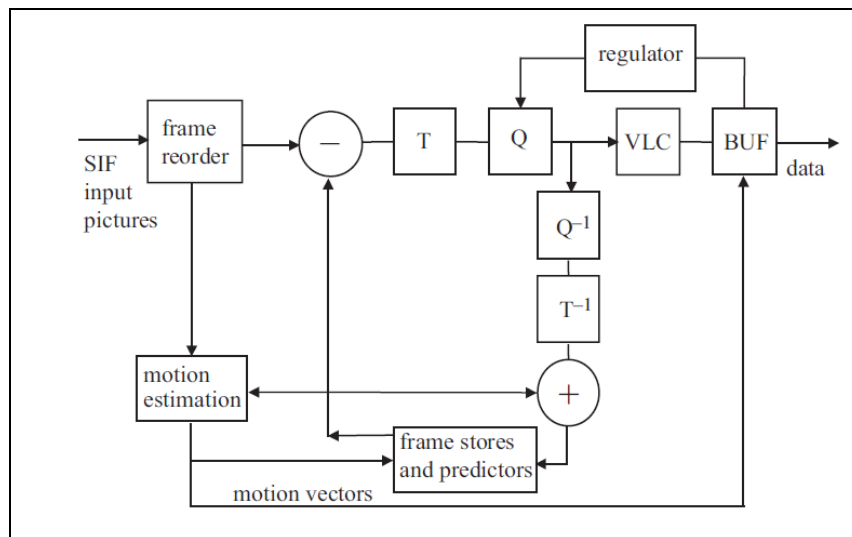 regulator
frame
reorder
−
T
Q
VLC
BUF
SIF
input
pictures
data
Q⁻¹
T⁻¹
motion
estimation
+
frame stores
and predictors
motion vectors